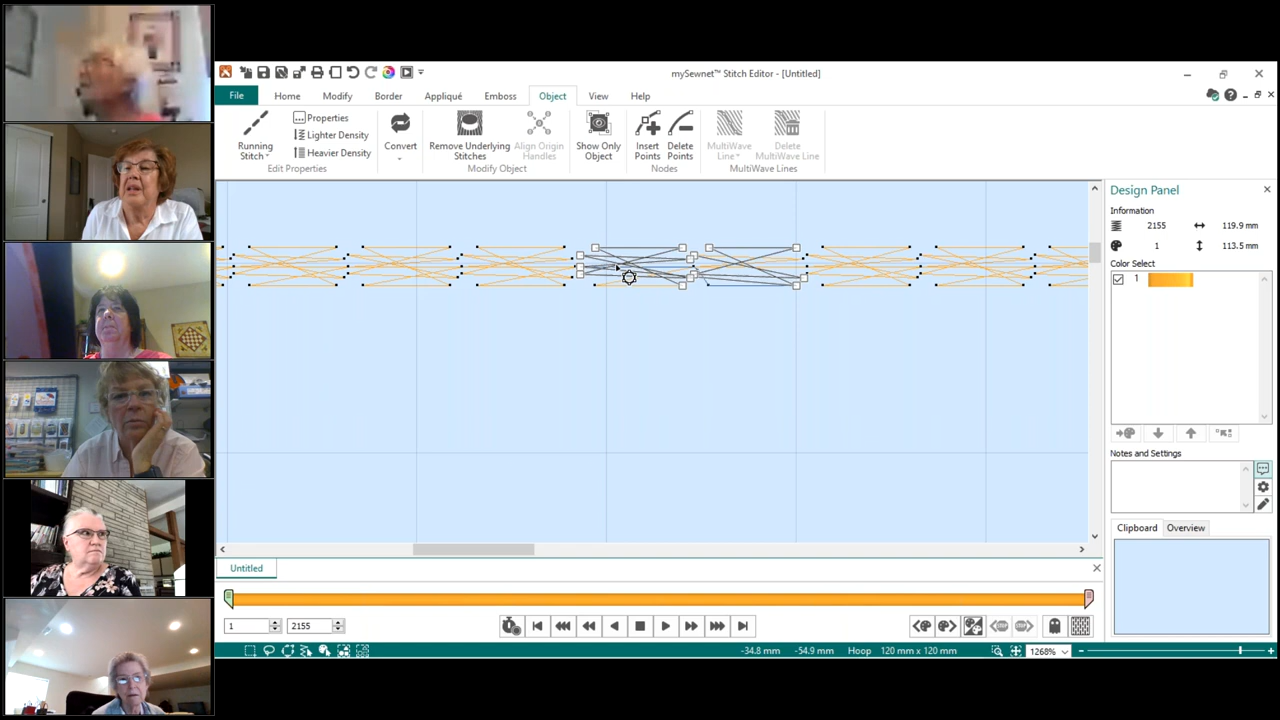 mySewnet™ Stitch Editor - [Untitled]
File Home Modify Border Appliqué Emboss Object View Help
Running Stitch
Properties
Lighter Density
Heavier Density
Edit Properties
Convert
Remove Underlying Stitches
Align Origin Handles
Modify Object
Show Only Object
Insert Points
Delete Points
Nodes
MultiWave Line
Delete MultiWave Line
MultiWave Lines
Design Panel
Information
2155 119.9 mm
1 113.5 mm
Color Select
1
Notes and Settings
Clipboard Overview
Untitled
1 2155
-34.8 mm -54.9 mm Hoop 120 mm x 120 mm 1268%